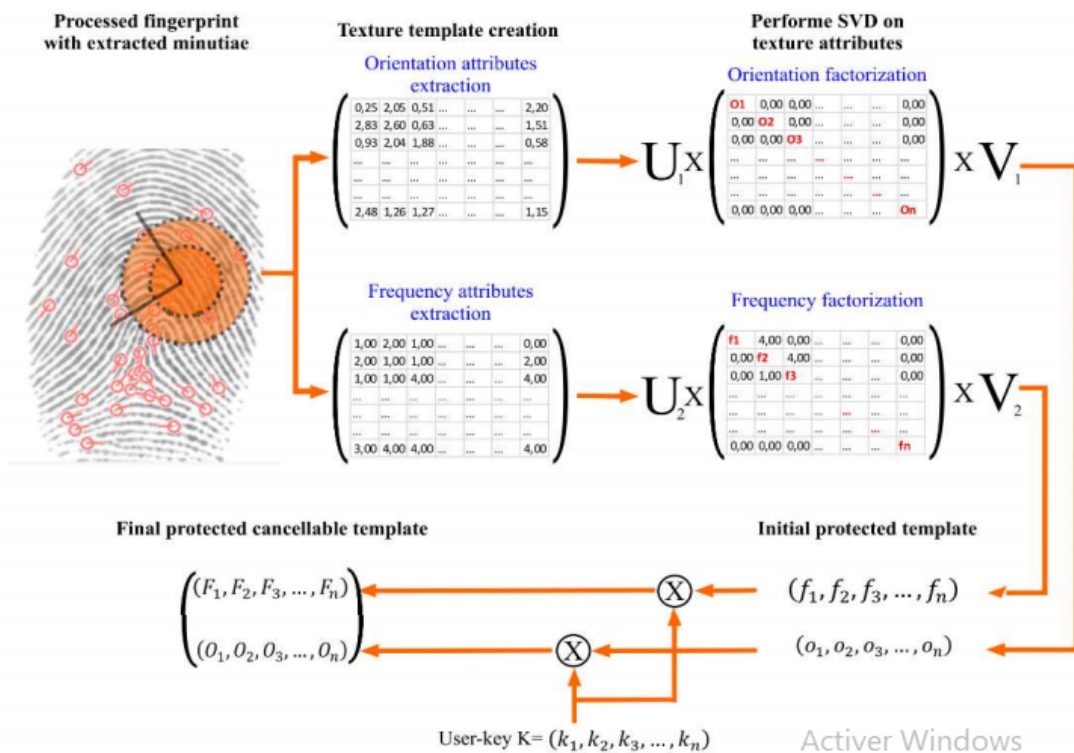 Processed fingerprint
with extracted minutiae
Texture template creation
Performe SVD on
texture attributes
Orientation attributes
extraction
0,25 2,05 0,51 ... ... .... 2,20
2,83 2,60 0,63 ... ... .... 1,51
0,93 2,04 1,88 ... ... .... 0,58
.... ... ... ... ... .... ....
... ... ... ... ... .... ...
... ... ... ... ... .... ...
2,48 1,26 1,27 ... ... .... 1,15
Orientation factorization
U1X
O1 0,00 0,00 ... ... ... 0,00
0,00 O2 0,00 ... ... ... 0,00
0,00 0,00 O3 ... ... ... 0,00
... ... ... ... ... ... ...
... ... ... ... ... ... ...
... ... ... ... ... ... ...
0,00 0,00 0,00 ... .... ... On
X V1
Frequency attributes
extraction
1,00 2,00 1,00 ... ... ... 0,00
2,00 1,00 1,00 ... ... ... 2,00
1,00 1,00 4,00 ... ... ... 4,00
... ... ... ... ... ... ...
... ... ... ... ... ... ...
... ... ... ... ... ... ...
3,00 4,00 4,00 ... ... ... 4,00
Frequency factorization
U2X
f1 4,00 0,00 ... ... ... 0,00
0,00 f2 4,00 ... ... ... 0,00
0,00 1,00 f3 ... ... ... 0,00
... ... ... ... ... ... ...
... ... ... ... ... ... ...
... ... ... ... ... ... ...
0,00 0,00 0,00 ... .... ... fn
X V2
Final protected cancellable template
Initial protected template
(F1, F2, F3, ..., Fn)
X
(f1, f2, f3, ..., fn)
(O1, O2, O3, ..., On)
X
(o1, o2, o3, ..., on)
User-key K= (k1, k2, k3, ..., kn)
Activer Windows